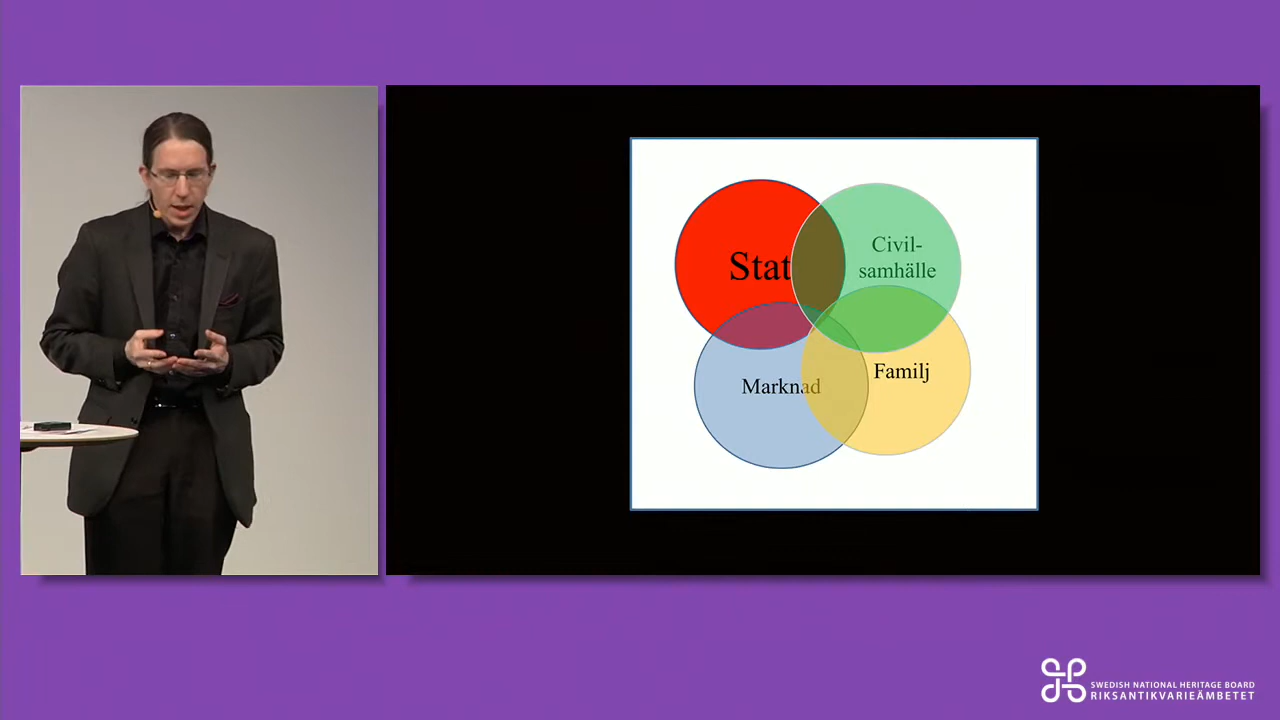 Stat
Civil-
samhälle
Marknad
Familj
SWEDISH NATIONAL HERITAGE BOARD
RIKSANTIKVARIEÄMBETET